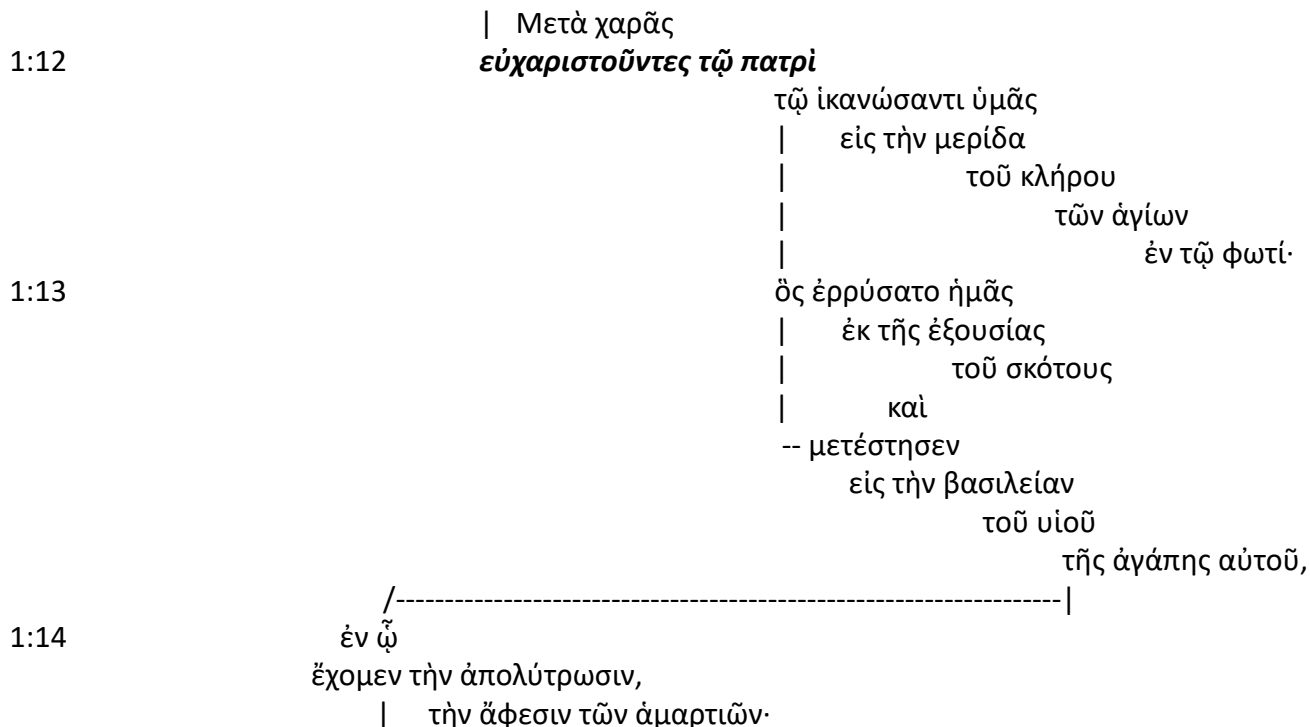 | Μετὰ χαρᾶς
1:12 εὐχαριστοῦντες τῷ πατρὶ
τῷ ἱκανώσαντι ὑμᾶς
| εἰς τὴν μερίδα
| τοῦ κλήρου
| τῶν ἁγίων
| ἐν τῷ φωτί·
1:13 ὃς ἐρρύσατο ἡμᾶς
| ἐκ τῆς ἐξουσίας
| τοῦ σκότους
| καὶ
-- μετέστησεν
εἰς τὴν βασιλείαν
τοῦ υἱοῦ
τῆς ἀγάπης αὐτοῦ,
/--------------------------------------------------------------------|
1:14 ἐν ᾧ
ἔχομεν τὴν ἀπολύτρωσιν,
| τὴν ἄφεσιν τῶν ἁμαρτιῶν·